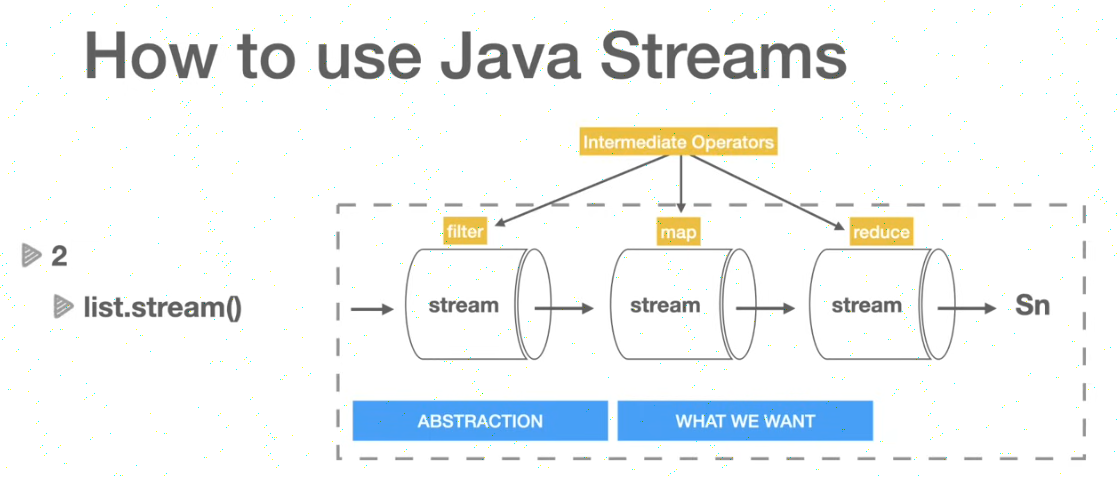 How to use Java Streams
Intermediate Operators
filter
map
reduce
2
list.stream()
stream
stream
stream
Sn
ABSTRACTION
WHAT WE WANT